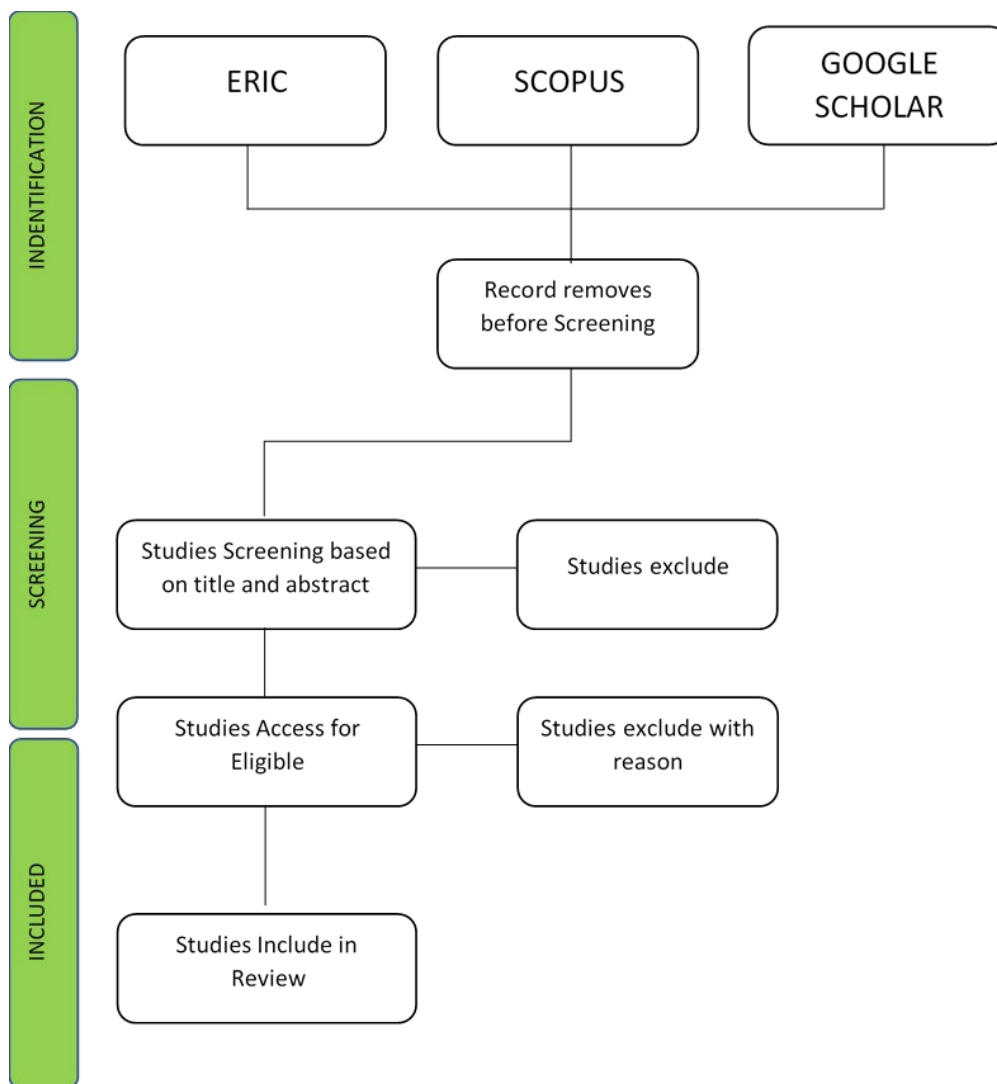 INDENTIFICATION
ERIC
SCOPUS
GOOGLE
SCHOLAR
Record removes
before Screening
SCREENING
Studies Screening based
on title and abstract
Studies exclude
Studies Access for
Eligible
Studies exclude with
reason
INCLUDED
Studies Include in
Review